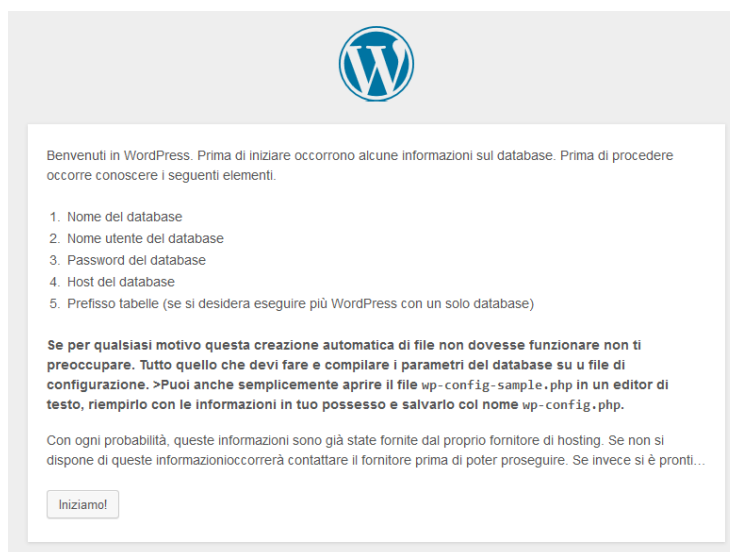 Benvenuti in WordPress. Prima di iniziare occorrono alcune informazioni sul database. Prima di procedere
occorre conoscere i seguenti elementi.
1. Nome del database
2. Nome utente del database
3. Password del database
4. Host del database
5. Prefisso tabelle (se si desidera eseguire più WordPress con un solo database)
Se per qualsiasi motivo questa creazione automatica di file non dovesse funzionare non ti
preoccupare. Tutto quello che devi fare e compilare i parametri del database su u file di
configurazione. >Puoi anche semplicemente aprire il file wp-config-sample.php in un editor di
testo, riempirlo con le informazioni in tuo possesso e salvarlo col nome wp-config.php.
Con ogni probabilità, queste informazioni sono già state fornite dal proprio fornitore di hosting. Se non si
dispone di queste informazionioccorrerà contattare il fornitore prima di poter proseguire. Se invece si è pronti…
Iniziamo!